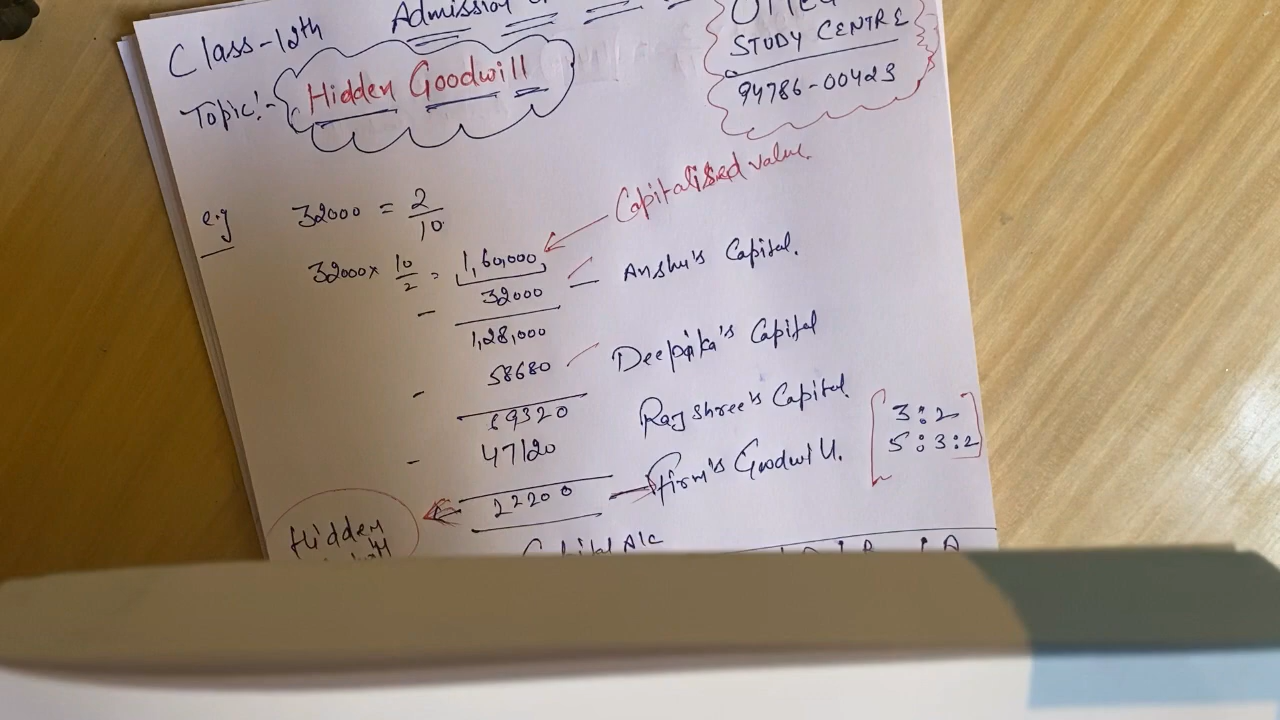 Class-12th
Admission
STUDY CENTRE
94786-00423
Topic:- Hidden Goodwill
e.g 32000 = 2/10
Capitalised value.
32000 x 10/2 = 1,60,000
- 32000 = Anshu's Capital.
1,28,000
- 58680 Deepika's Capital
69320
- 47120 Rajshree's Capital
22200 Firm's Goodwill.
3:2
5:3:2
Hidden
A/c